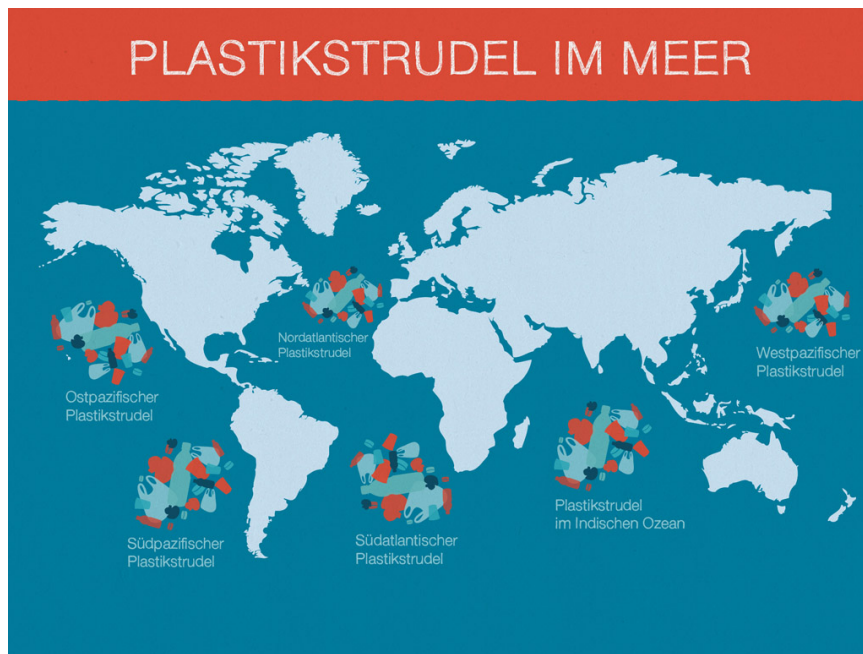 PLASTIKSTRUDEL IM MEER
Nordatlantischer
Plastikstrudel
Westpazifischer
Plastikstrudel
Ostpazifischer
Plastikstrudel
Plastikstrudel
im Indischen Ozean
Südpazifischer
Plastikstrudel
Südatlantischer
Plastikstrudel